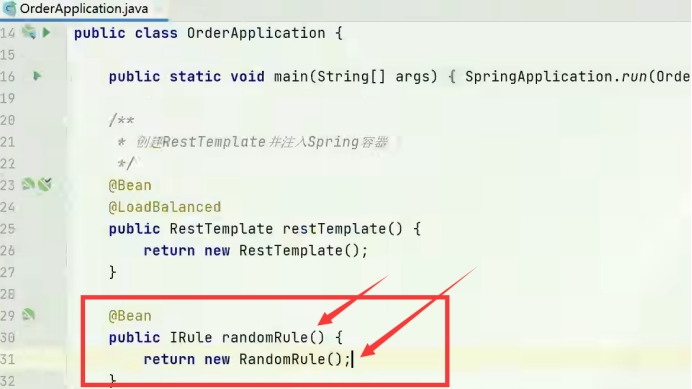 OrderApplication.java
14 public class OrderApplication {
15
16 public static void main(String[] args) { SpringApplication.run(Orde
19
20 /**
21 * 创建RestTemplate并注入Spring容器
22 */
23 @Bean
24 @LoadBalanced
25 public RestTemplate restTemplate() {
26 return new RestTemplate();
27 }
28
29 @Bean
30 public IRule randomRule() {
31 return new RandomRule();
32 }